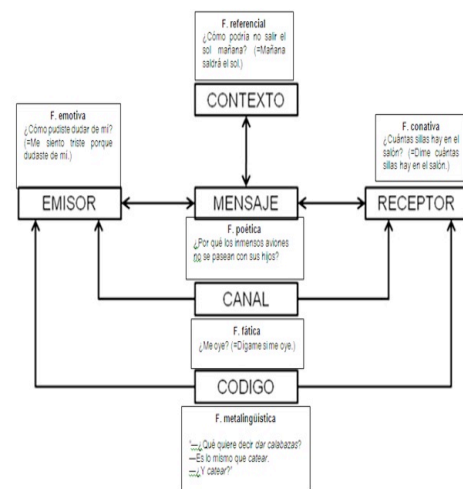 F. referencial
¿Cómo podría no salir el
sol mañana? (=Mañana
saldrá el sol.)
CONTEXTO
F. emotiva
¿Cómo pudiste dudar de mí?
(=Me siento triste porque
dudaste de mí.)
EMISOR
MENSAJE
F. conativa
¿Cuántas sillas hay en el
salón? (=Dime cuántas
sillas hay en el salón.)
RECEPTOR
F. poética
¿Por qué los inmensos aviones
no se pasean con sus hijos?
CANAL
F. fática
¿Me oye? (=Dígame si me oye.)
CODIGO
F. metalingüística
"—¿Qué quiere decir dar calabazas?
—Es lo mismo que catear.
—¿Y catear?"